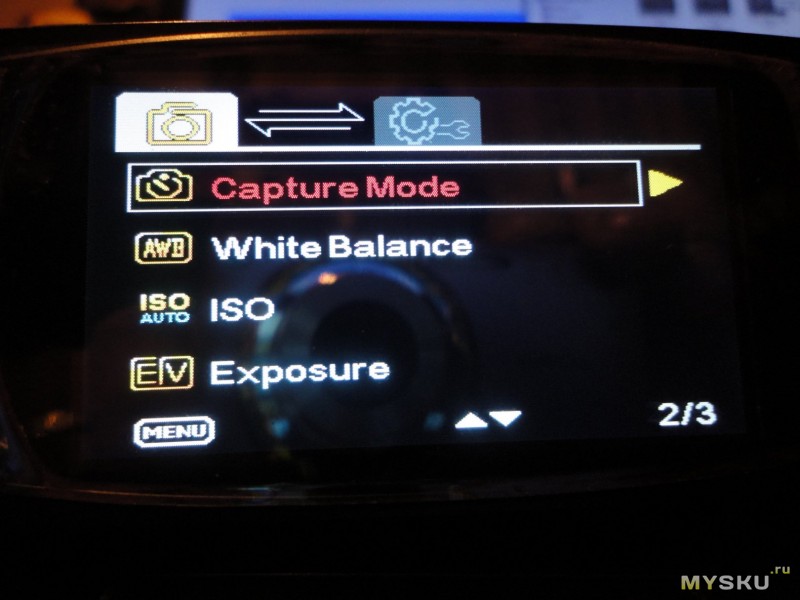 Capture Mode
AWB White Balance
ISO AUTO ISO
EV Exposure
MENU 2/3
MYSKU.ru